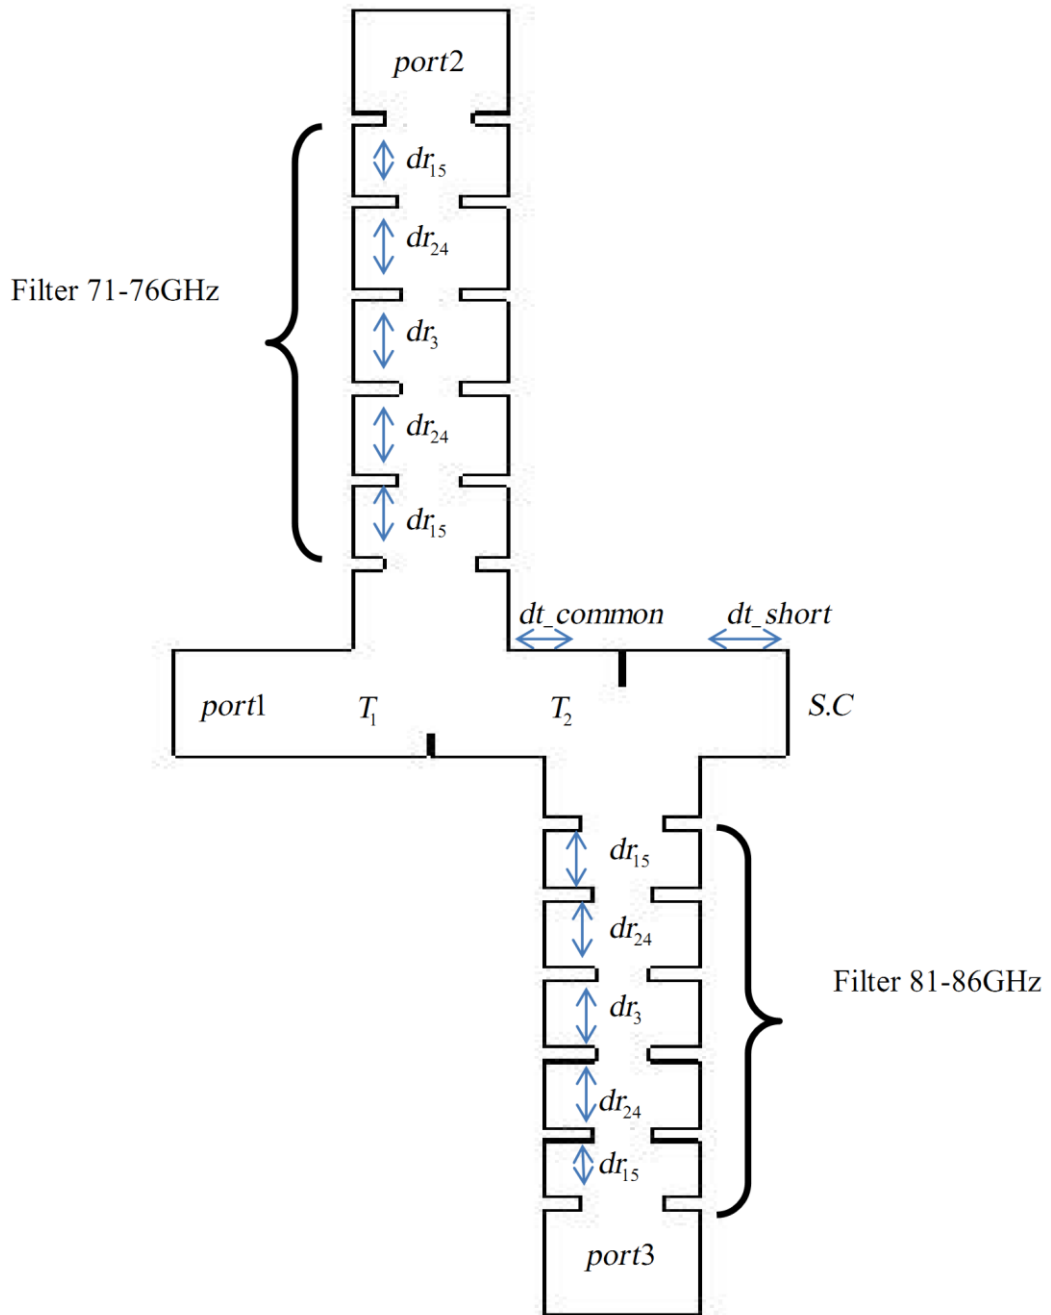 port2
dr15
dr24
Filter 71-76GHz
dr3
dr24
dr15
dt_common dt_short
port1 T1 T2 S.C
dr15
dr24
Filter 81-86GHz
dr3
dr24
dr15
port3